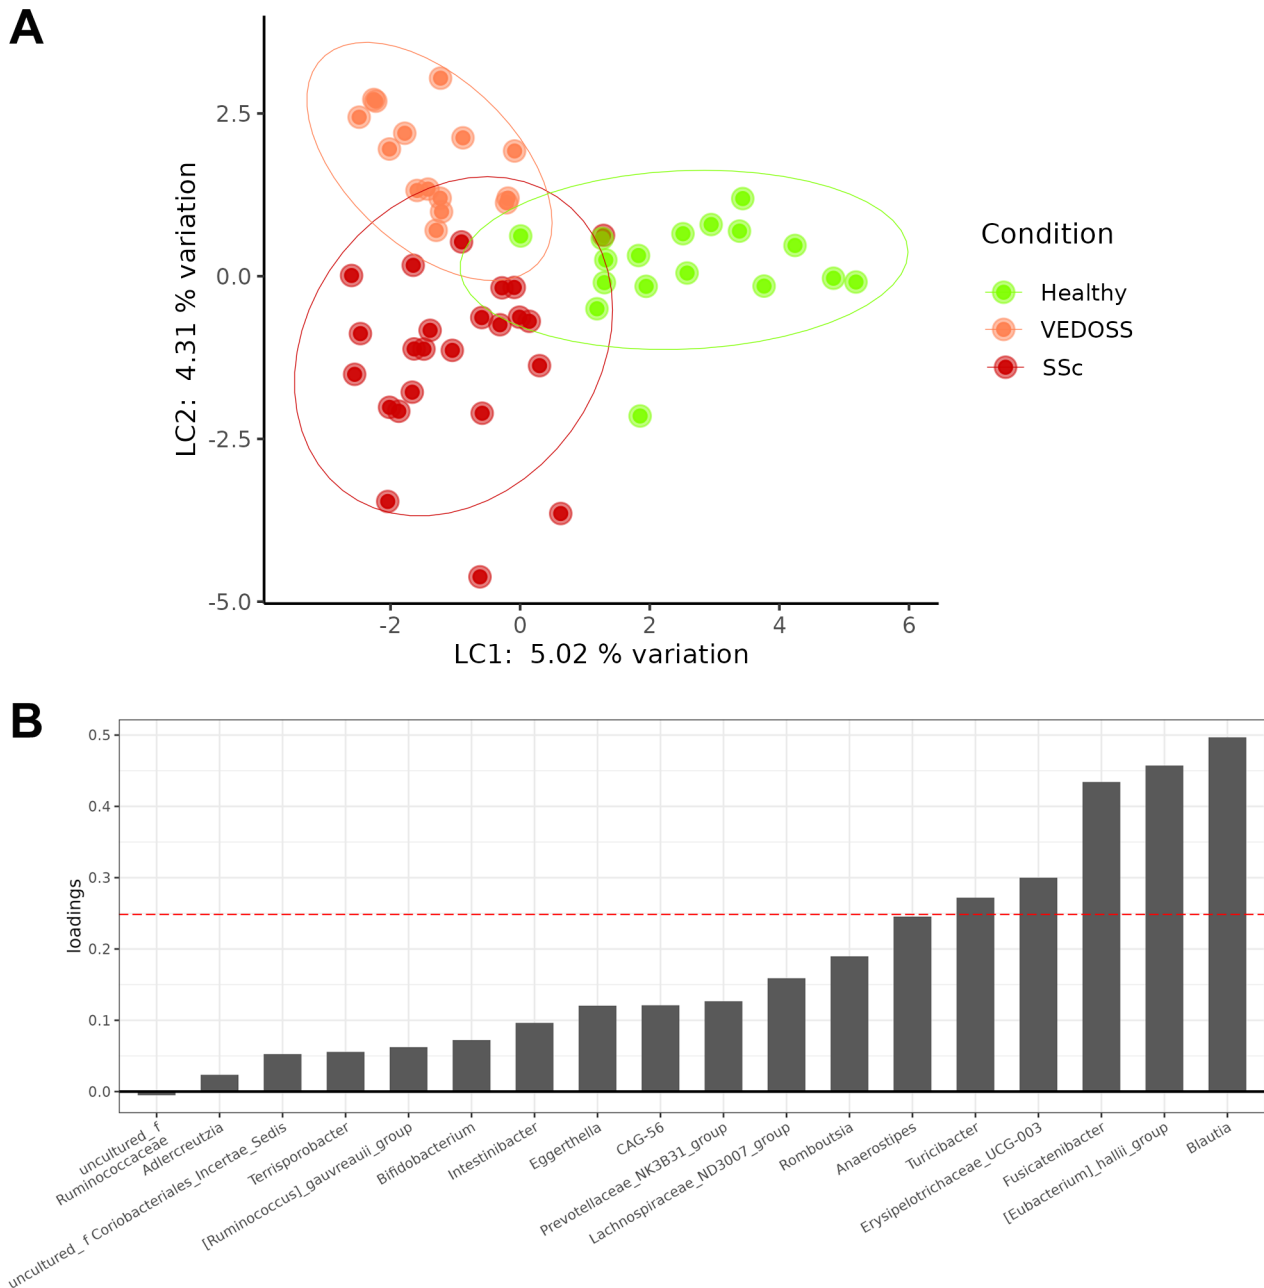 A
2.5
0.0
-2.5
-5.0
LC2: 4.31 % variation
-2
0
2
4
6
LC1: 5.02 % variation
Condition
Healthy
VEDOSS
SSc
B
0.5
0.4
0.3
0.2
0.1
0.0
loadings
uncultured_f
Ruminococcaceae
Adlercreutzia
uncultured_f Coriobacteriales_Incertae_Sedis
Terrisporobacter
[Ruminococcus]_gauvreauii_group
Bifidobacterium
Intestinibacter
Eggerthella
CAG-56
Prevotellaceae_NK3B31_group
Lachnospiraceae_ND3007_group
Romboutsia
Anaerostipes
Turicibacter
Erysipelotrichaceae_UCG-003
Fusicatenibacter
[Eubacterium]_hallii_group
Blautia